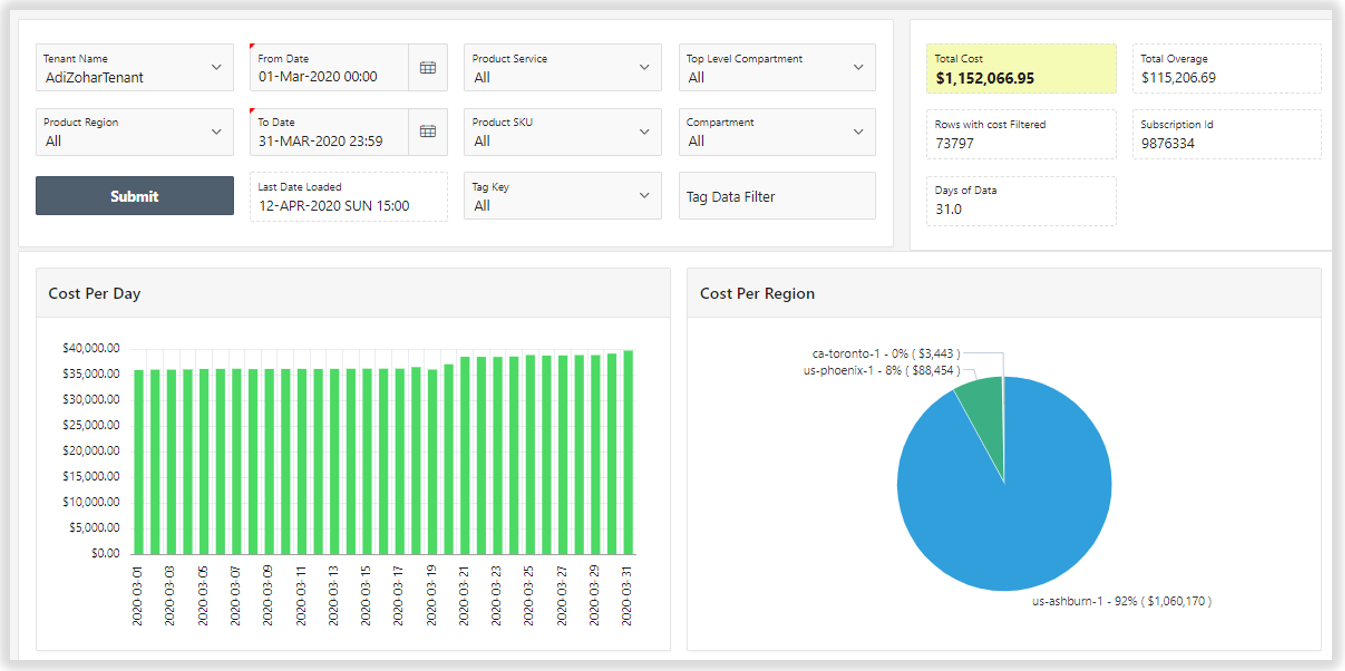 Tenant Name
AdiZoharTenant
From Date
01-Mar-2020 00:00
Product Service
All
Top Level Compartment
All
Product Region
All
To Date
31-MAR-2020 23:59
Product SKU
All
Compartment
All
Submit
Last Date Loaded
12-APR-2020 SUN 15:00
Tag Key
All
Tag Data Filter
Total Cost
$1,152,066.95
Total Overage
$115,206.69
Rows with cost Filtered
73797
Subscription Id
9876334
Days of Data
31.0
Cost Per Day
$40,000.00
$35,000.00
$30,000.00
$25,000.00
$20,000.00
$15,000.00
$10,000.00
$5,000.00
$0.00
2020-03-01
2020-03-03
2020-03-05
2020-03-07
2020-03-09
2020-03-11
2020-03-13
2020-03-15
2020-03-17
2020-03-19
2020-03-21
2020-03-23
2020-03-25
2020-03-27
2020-03-29
2020-03-31
Cost Per Region
ca-toronto-1 - 0% ( $3,443 )
us-phoenix-1 - 8% ( $88,454 )
us-ashburn-1 - 92% ( $1,060,170 )